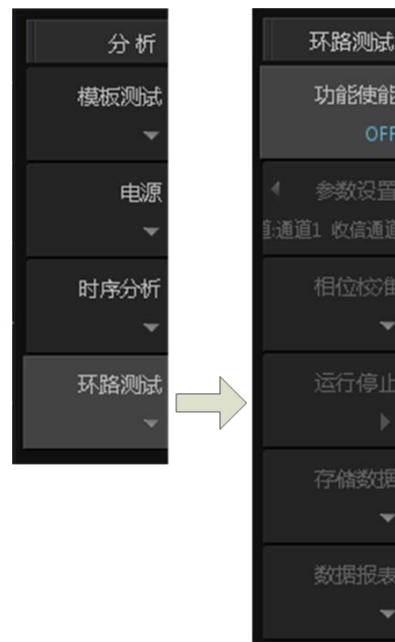 分析
模板测试
电源
时序分析
环路测试
环路测试
功能使能
OFF
参数设置
道:通道1 收信通道
相位校准
运行停止
存储数据
数据报表